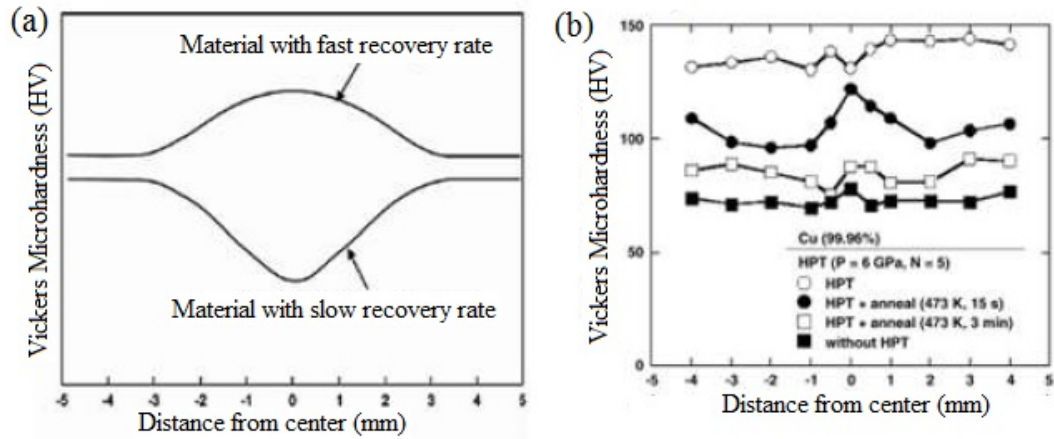 (a)
Vickers Microhardness (HV)
Material with fast recovery rate
Material with slow recovery rate
-5 -4 -3 -2 -1 0 1 2 3 4 5
Distance from center (mm)
(b)
Vickers Microhardness (HV)
150
100
50
0
Cu (99.96%)
HPT (P = 6 GPa, N = 5)
HPT
HPT + anneal (473 K, 15 s)
HPT + anneal (473 K, 3 min)
without HPT
-5 -4 -3 -2 -1 0 1 2 3 4 5
Distance from center (mm)